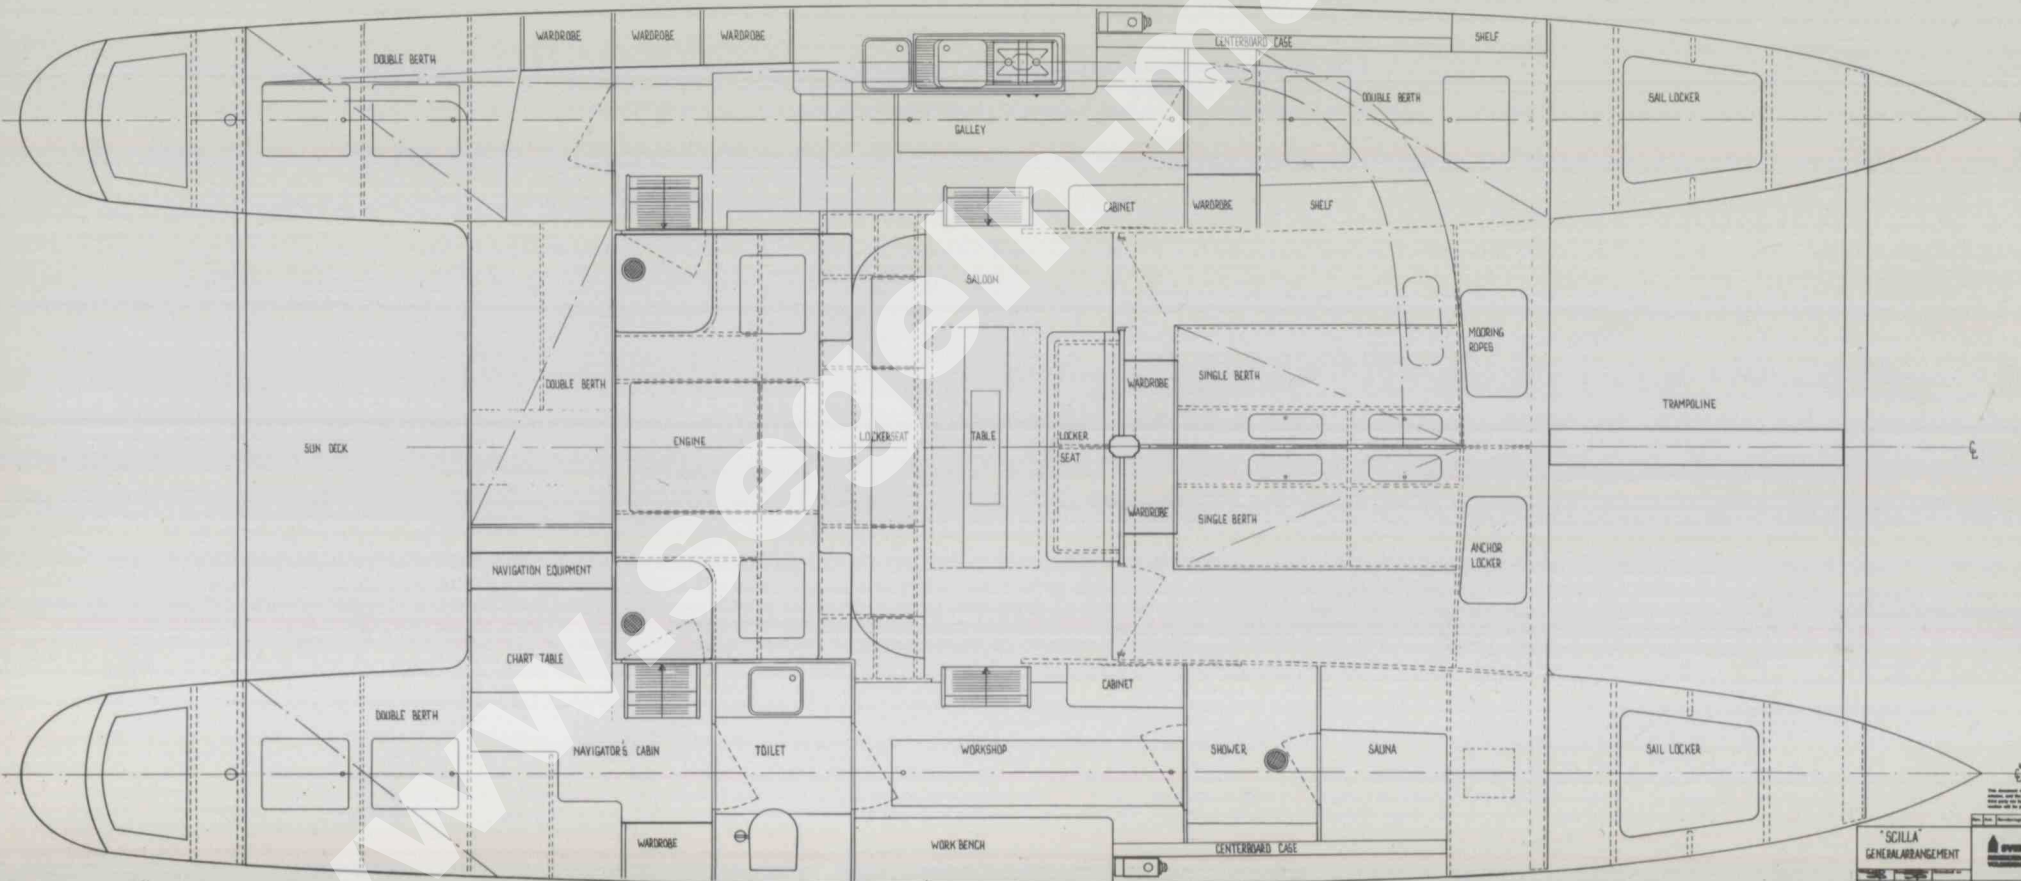 WARDROBE
WARDROBE
WARDROBE
DOUBLE BERTH
CENTERBOARD CASE
SHELF
DOUBLE BERTH
SAIL LOCKER
GALLEY
CABINET
WARDROBE
SHELF
SALOON
MOORING
ROPES
DOUBLE BERTH
WARDROBE
SINGLE BERTH
TRAMPOLINE
SUN DECK
ENGINE
LOCKERSEAT
TABLE
LOCKER
SEAT
WARDROBE
SINGLE BERTH
ANCHOR
LOCKER
NAVIGATION EQUIPMENT
CHART TABLE
CABINET
DOUBLE BERTH
NAVIGATORS CABIN
TOILET
WORKSHOP
SHOWER
SAUNA
SAIL LOCKER
WARDROBE
WORK BENCH
CENTERBOARD CASE
"SCILLA"
GENERALARRANGEMENT
www.segeln-m